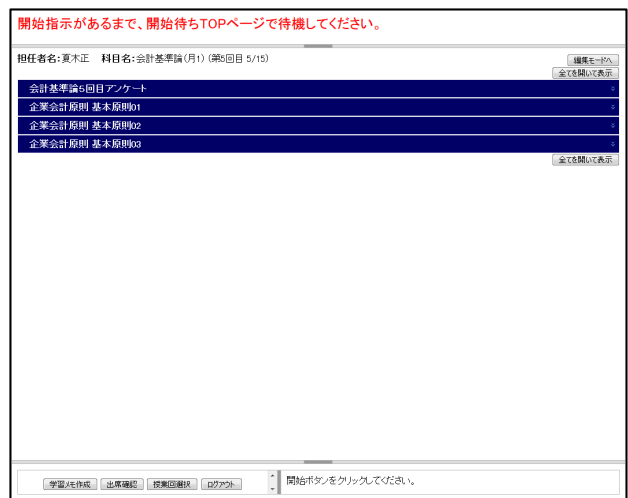 開始指示があるまで、開始待ちTOPページで待機してください。
担任者名:夏木正 科目名:会計基準論(月1) (第5回目 5/15)
編集モードへ
全てを開いて表示
会計基準論5回目アンケート
企業会計原則 基本原則01
企業会計原則 基本原則02
企業会計原則 基本原則03
全てを開いて表示
学習メモ作成 出席確認 授業回選択 ログアウト
開始ボタンをクリックしてください。